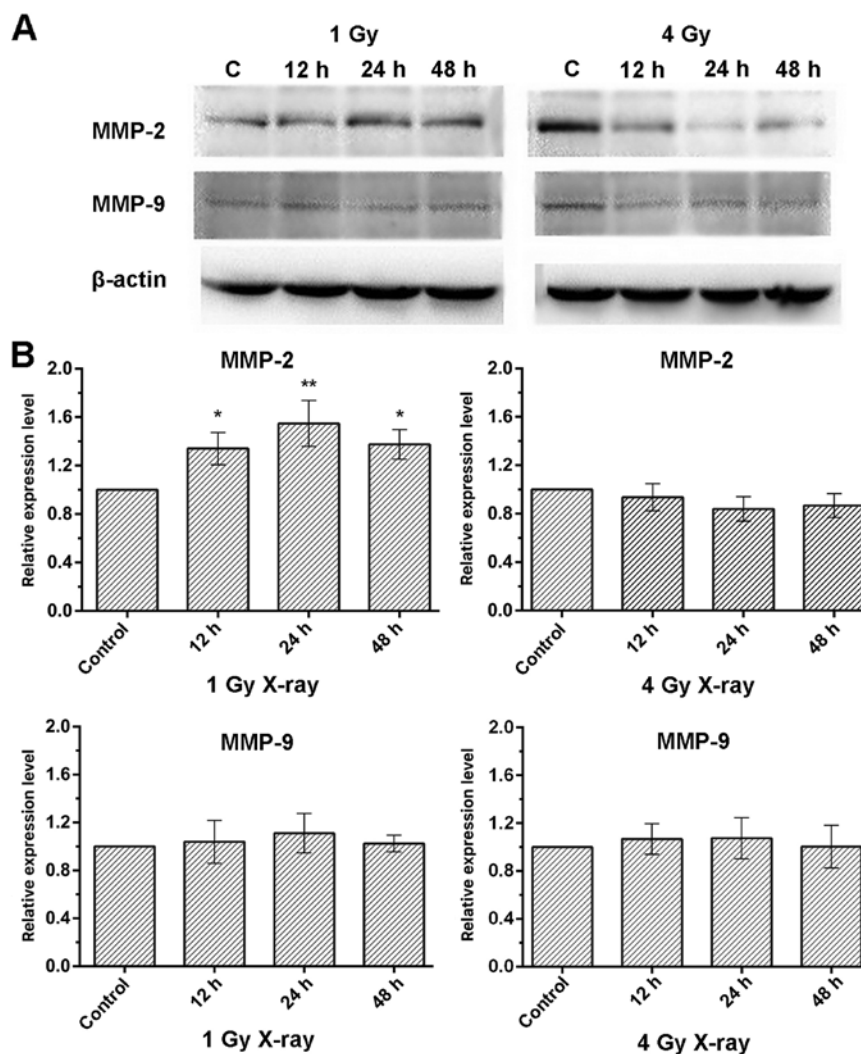 A
1 Gy
4 Gy
C 12 h 24 h 48 h
C 12 h 24 h 48 h
MMP-2
MMP-9
β-actin
B
MMP-2
Relative expression level
2.0
1.6
1.2
0.8
0.4
0.0
*
**
*
Control
12 h
24 h
48 h
1 Gy X-ray
MMP-2
Relative expression level
2.0
1.6
1.2
0.8
0.4
0.0
Control
12 h
24 h
48 h
4 Gy X-ray
MMP-9
Relative expression level
2.0
1.6
1.2
0.8
0.4
0.0
Control
12 h
24 h
48 h
1 Gy X-ray
MMP-9
Relative expression level
2.0
1.6
1.2
0.8
0.4
0.0
Control
12 h
24 h
48 h
4 Gy X-ray